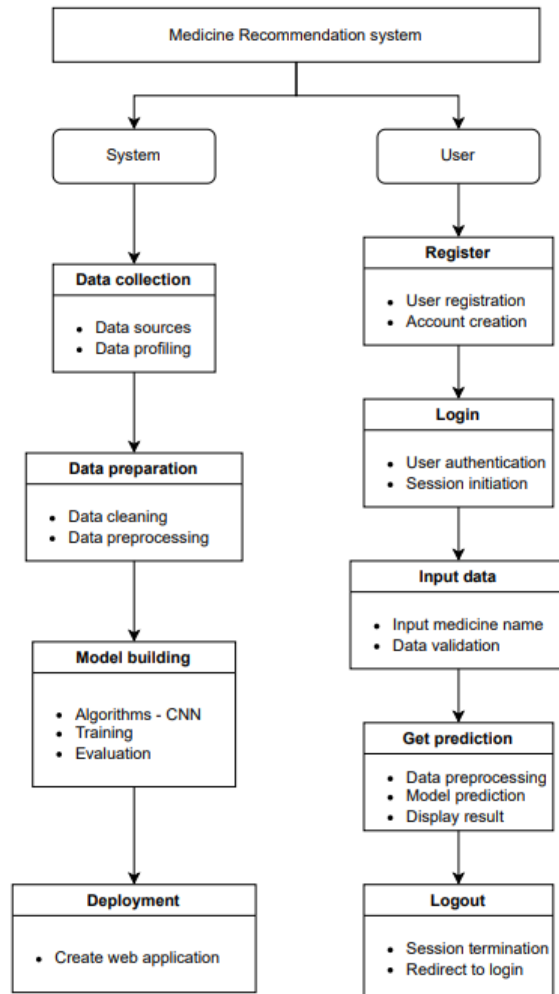 Medicine Recommendation system
System
User
Data collection
• Data sources
• Data profiling
Data preparation
• Data cleaning
• Data preprocessing
Model building
• Algorithms - CNN
• Training
• Evaluation
Deployment
• Create web application
Register
• User registration
• Account creation
Login
• User authentication
• Session initiation
Input data
• Input medicine name
• Data validation
Get prediction
• Data preprocessing
• Model prediction
• Display result
Logout
• Session termination
• Redirect to login